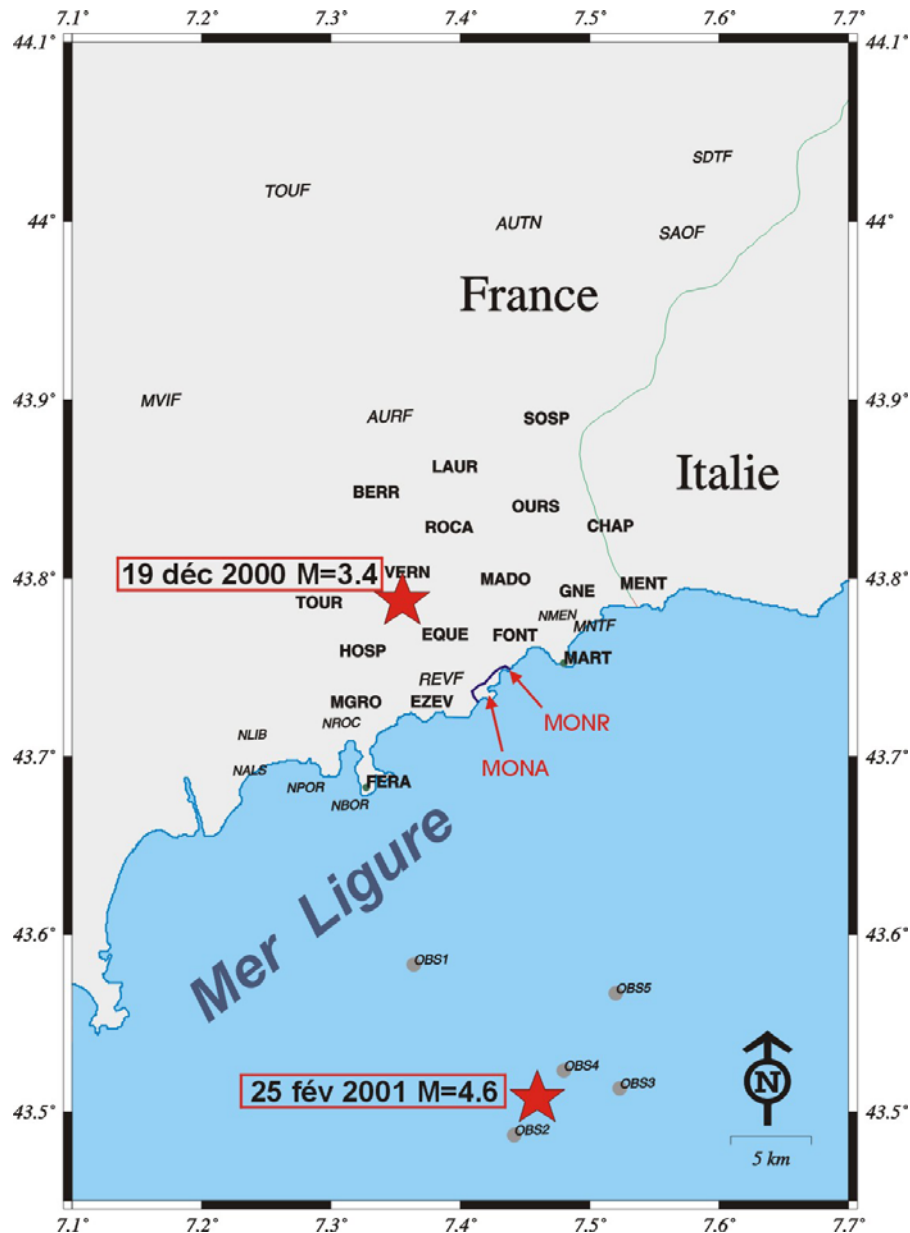 7.1° 7.2° 7.3° 7.4° 7.5° 7.6° 7.7°
44.1° 44.1°
SDTF
TOUF
44° AUTN 44°
SAOF
France
MVIF
43.9° 43.9°
AURF SOSP
LAUR
Italie
BERR
OURS
ROCA CHAP
19 déc 2000 M=3.4 VERN
43.8° MADO MENT 43.8°
GNE
TOUR
NMEN
MNTF
EQUE FONT
HOSP
MART
REVF
MGRO EZEV
NROC MONR
NLIB
43.7° 43.7°
MONA
NALS
FERA
NPOR
NBOR
Mer Ligure
43.6° 43.6°
OBS1
OBS5
OBS4
OBS3
25 fév 2001 M=4.6
N
43.5° 43.5°
OBS2
5 km
7.1° 7.2° 7.3° 7.4° 7.5° 7.6° 7.7°